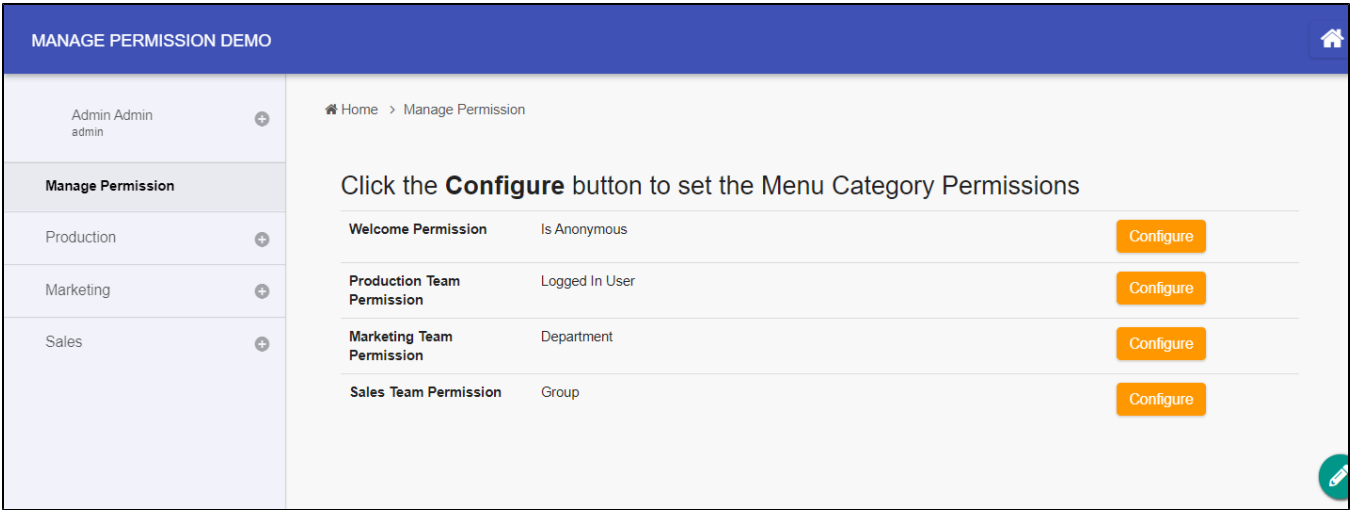 MANAGE PERMISSION DEMO
Admin Admin
admin
Manage Permission
Production
Marketing
Sales
Home > Manage Permission
Click the Configure button to set the Menu Category Permissions
Welcome Permission Is Anonymous Configure
Production Team Logged In User Configure
Permission
Marketing Team Department Configure
Permission
Sales Team Permission Group Configure